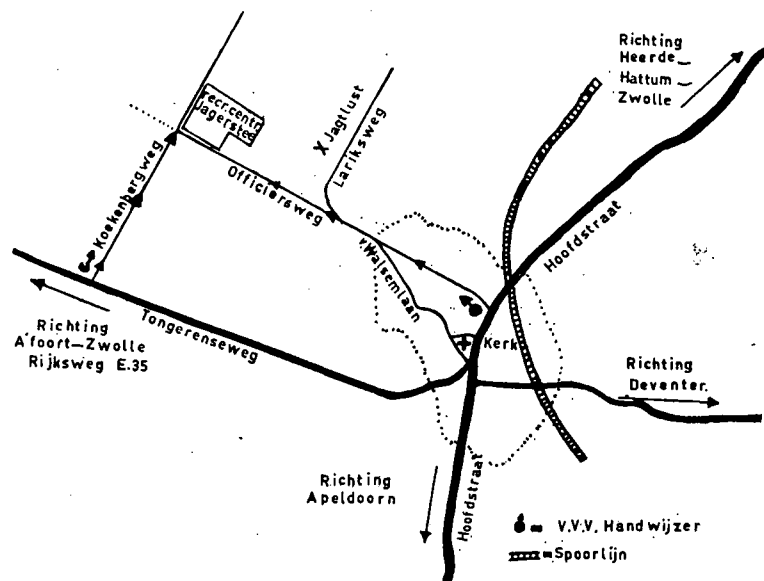 Richting
Heerde
Hattum
Zwolle
recr.centr.
Jagerstee
X Jagtlust
Lariksweg
Koekenbergweg
Officiersweg
v Walsemlaan
Hoofdstraat
Kerk
Tongerenseweg
Richting
A'foort-Zwolle
Rijksweg E.35
Richting
Deventer.
Richting
Apeldoorn
Hoofdstraat
= V.V.V. Handwijzer
= Spoorlijn